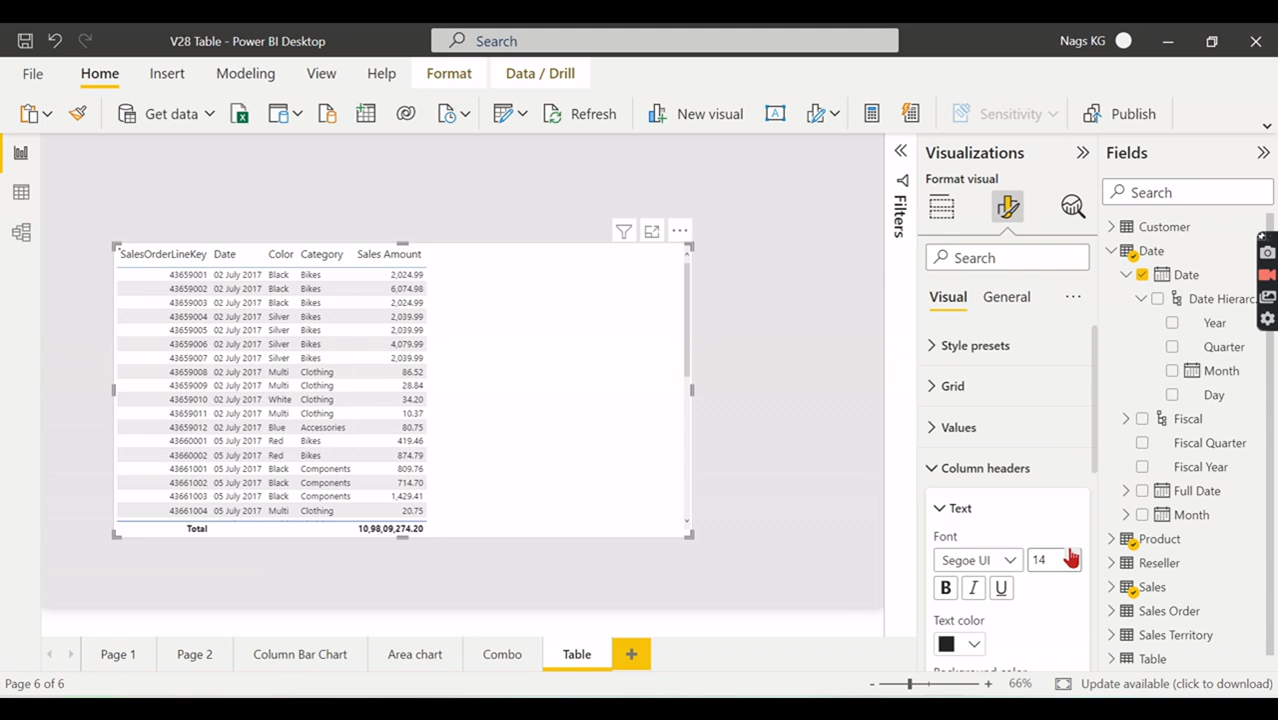 V28 Table - Power BI Desktop
Search
Nags KG
File Home Insert Modeling View Help Format Data / Drill
Get data
Refresh
New visual
Sensitivity
Publish
SalesOrderLineKey Date Color Category Sales Amount
43659001 02 July 2017 Black Bikes 2,024.99
43659002 02 July 2017 Black Bikes 6,074.98
43659003 02 July 2017 Black Bikes 2,024.99
43659004 02 July 2017 Silver Bikes 2,039.99
43659005 02 July 2017 Silver Bikes 2,039.99
43659006 02 July 2017 Silver Bikes 4,079.99
43659007 02 July 2017 Silver Bikes 2,039.99
43659008 02 July 2017 Multi Clothing 86.52
43659009 02 July 2017 Multi Clothing 28.84
43659010 02 July 2017 White Clothing 34.20
43659011 02 July 2017 Multi Clothing 10.37
43659012 02 July 2017 Blue Accessories 80.75
43660001 05 July 2017 Red Bikes 419.46
43660002 05 July 2017 Red Bikes 874.79
43661001 05 July 2017 Black Components 809.76
43661002 05 July 2017 Black Components 714.70
43661003 05 July 2017 Black Components 1,429.41
43661004 05 July 2017 Multi Clothing 20.75
Total 10,98,09,274.20
Filters
Visualizations
Format visual
Search
Visual General ...
Style presets
Grid
Values
Column headers
Text
Font
Segoe UI 14
B I U
Text color
Fields
Search
Customer
Date
Date
Date Hierarc...
Year
Quarter
Month
Day
Fiscal
Fiscal Quarter
Fiscal Year
Full Date
Month
Product
Reseller
Sales
Sales Order
Sales Territory
Table
Page 1 Page 2 Column Bar Chart Area chart Combo Table +
Page 6 of 6
- + 66%
Update available (click to download)